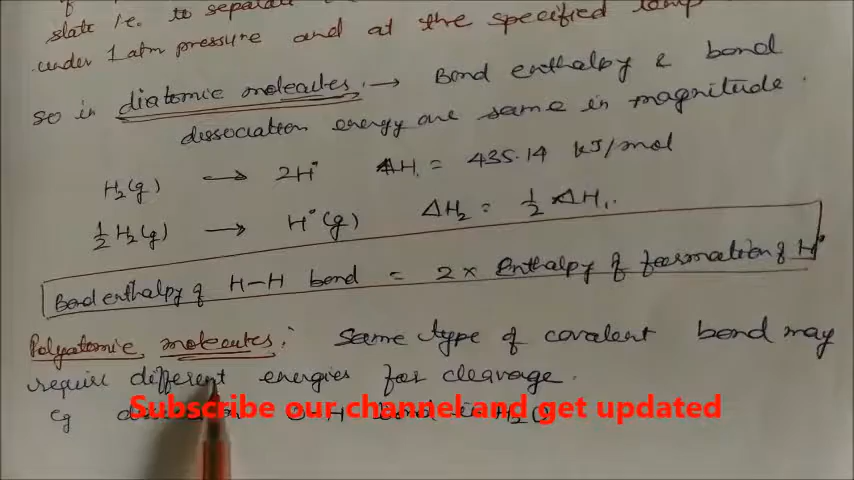 state i.e. to separate
under 1 atm pressure and at the specified temp
so in diatomic molecules. → Bond enthalpy & bond
dissociation energy are same in magnitude.
H₂(g) → 2H• ΔH₁ = 435.14 kJ/mol
½ H₂(g) → H•(g) ΔH₂ = ½ ΔH₁.
Bond enthalpy of H-H bond = 2 x Enthalpy of formation of H•
Polyatomic molecules: Same type of covalent bond may
require different energies for cleavage.
Eg O-H bond in H₂O
Subscribe our channel and get updated